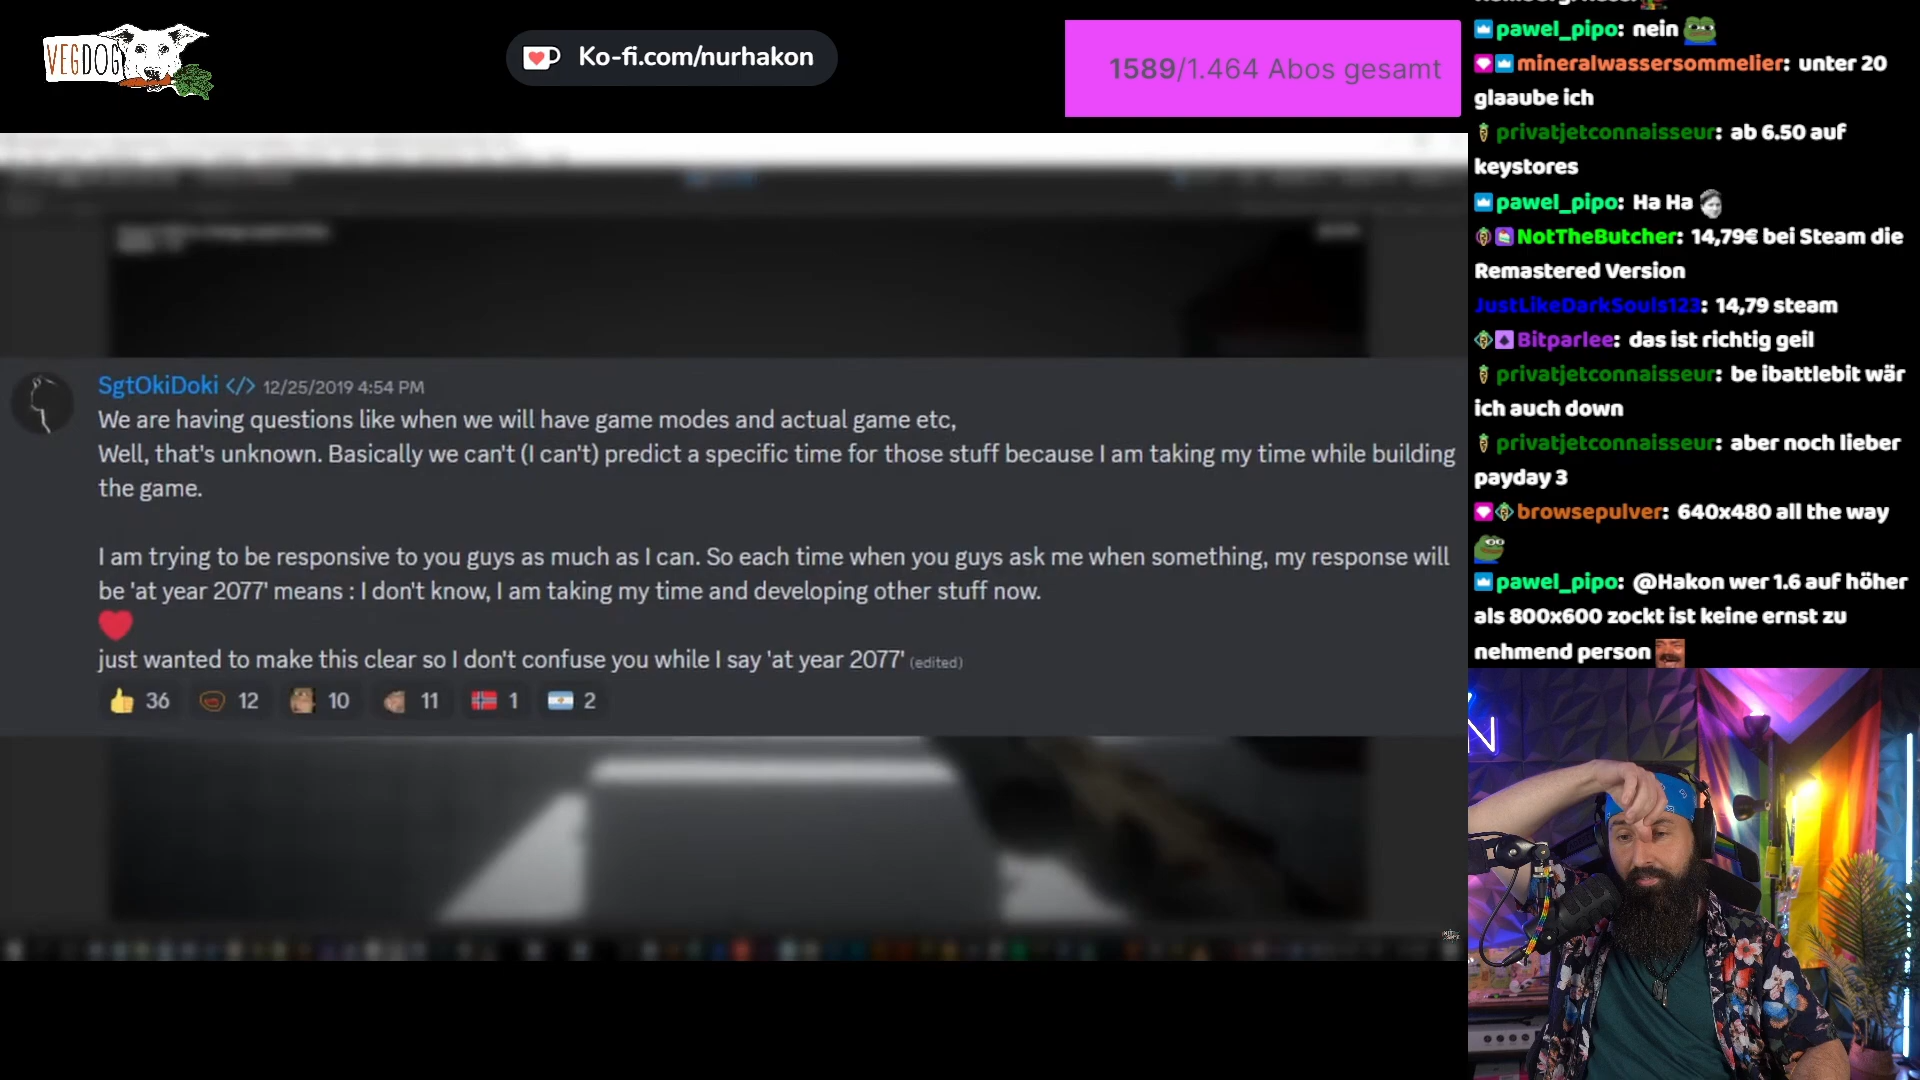 VEGDOG
Ko-fi.com/nurhakon
1589/1.464 Abos gesamt
SgtOkiDoki </> 12/25/2019 4:54 PM
We are having questions like when we will have game modes and actual game etc,
Well, that's unknown. Basically we can't (I can't) predict a specific time for those stuff because I am taking my time while building
the game.
I am trying to be responsive to you guys as much as I can. So each time when you guys ask me when something, my response will
be 'at year 2077' means : I don't know, I am taking my time and developing other stuff now.
just wanted to make this clear so I don't confuse you while I say 'at year 2077' (edited)
36 12 10 11 1 2
pawel_pipo: nein
mineralwassersommelier: unter 20
glaaube ich
privatjetconnaisseur: ab 6.50 auf
keystores
pawel_pipo: Ha Ha
NotTheButcher: 14,79€ bei Steam die
Remastered Version
JustLikeDarkSouls123: 14,79 steam
Bitparlee: das ist richtig geil
privatjetconnaisseur: be ibattlebit wär
ich auch down
privatjetconnaisseur: aber noch lieber
payday 3
browsepulver: 640x480 all the way
pawel_pipo: @Hakon wer 1.6 auf höher
als 800x600 zockt ist keine ernst zu
nehmend person
N